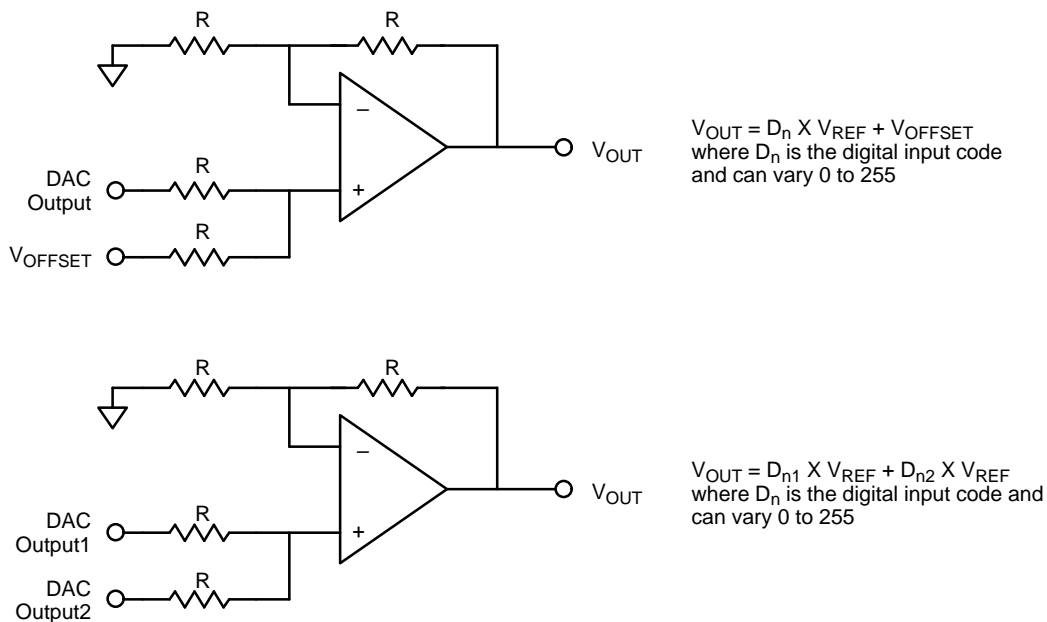 R
R
–
+
DAC
Output
R
V_OFFSET
R
V_OUT
V_OUT = D_n X V_REF + V_OFFSET
where D_n is the digital input code
and can vary 0 to 255
R
R
–
+
DAC
Output1
R
DAC
Output2
R
V_OUT
V_OUT = D_n1 X V_REF + D_n2 X V_REF
where D_n is the digital input code and
can vary 0 to 255